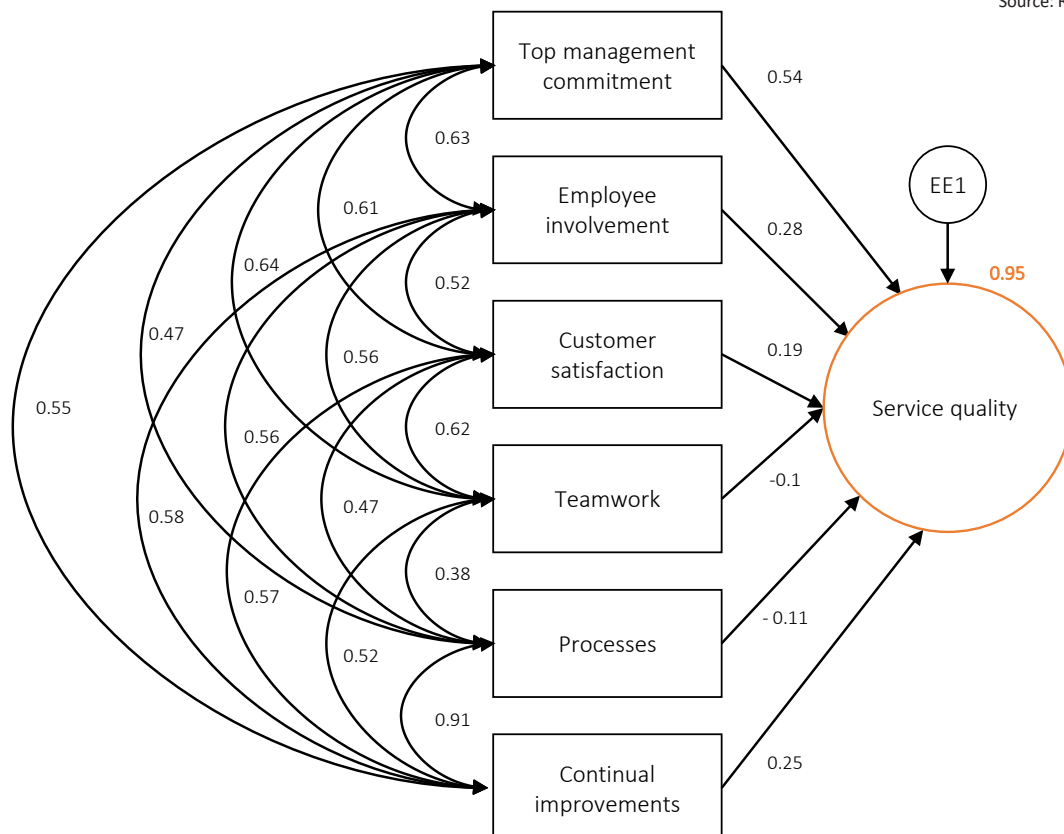 Source: R
Top management
commitment
0.54
0.63
EE1
Employee
involvement
0.61
0.28
0.64
0.52
0.95
0.47
Customer
satisfaction
0.19
0.56
0.55
Service quality
0.62
0.56
Teamwork
-0.1
0.47
0.58
0.38
0.57
- 0.11
Processes
0.52
0.91
Continual
improvements
0.25